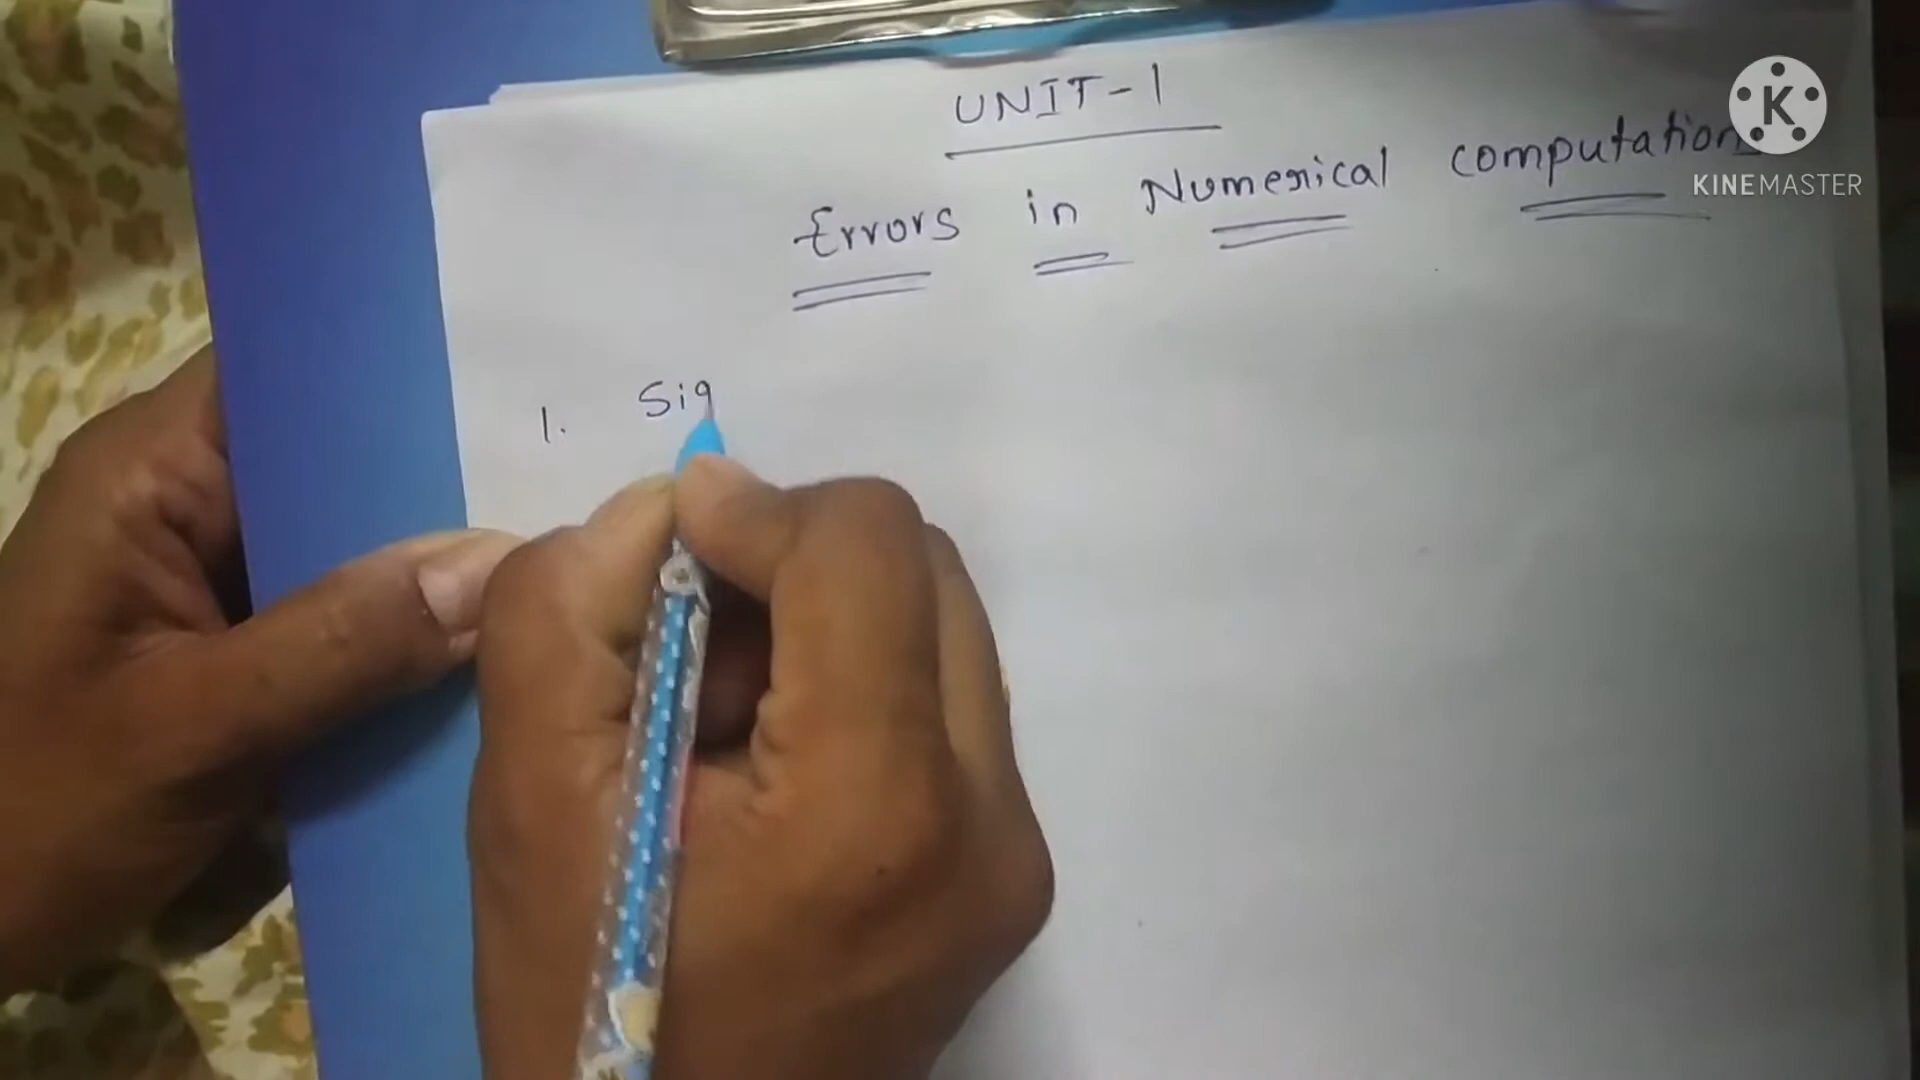 UNIT-1
Errors in Numerical computation
1. Sig
K
KINEMASTER